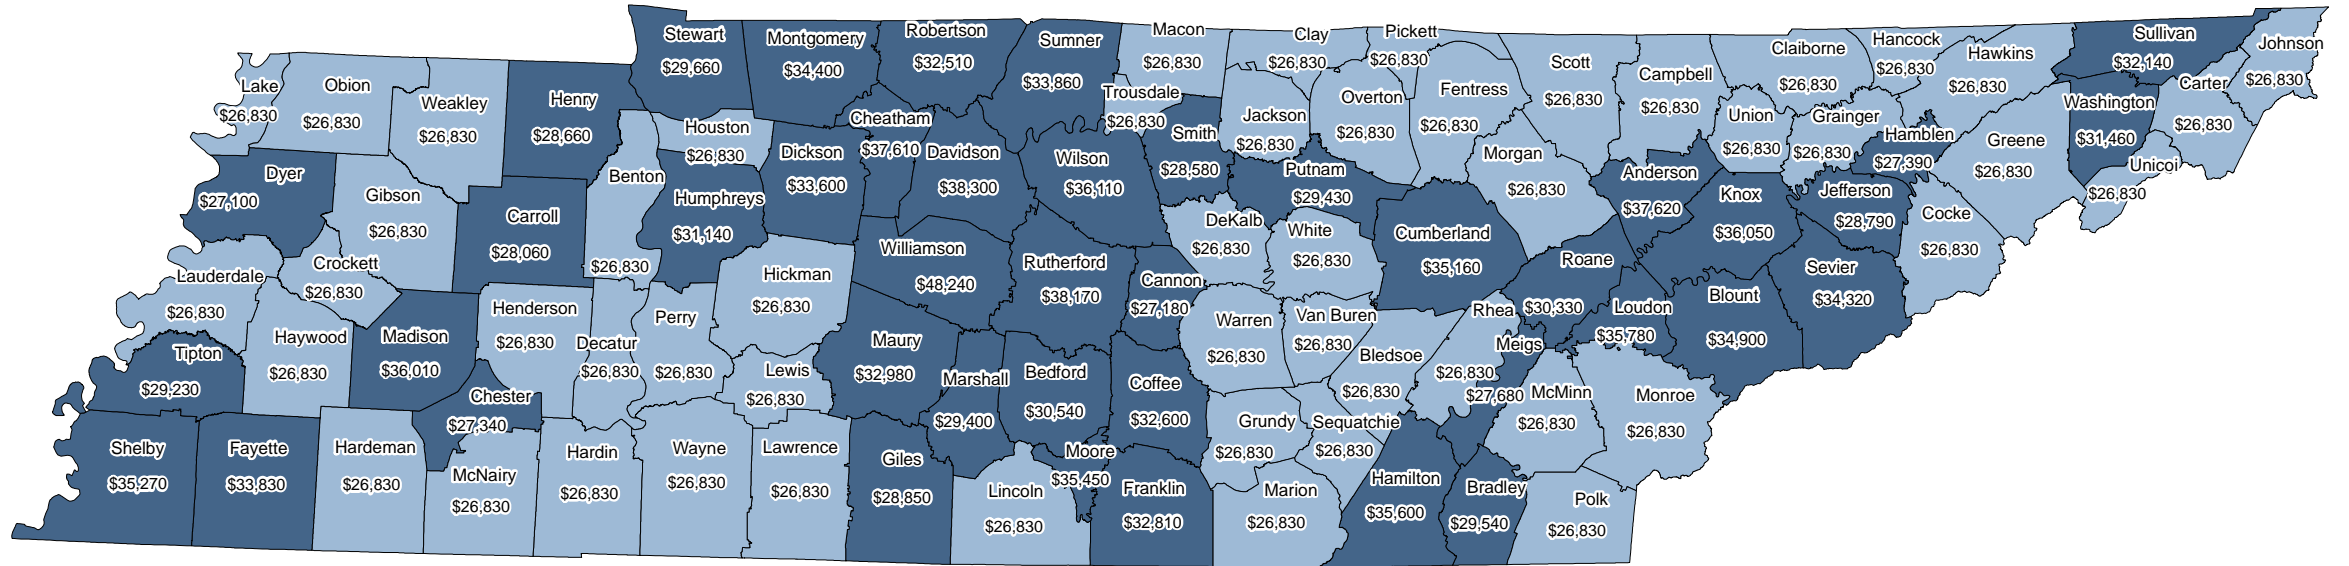 Stewart
$29,660
Montgomery
$34,400
Robertson
$32,510
Sumner
$33,860
Macon
$26,830
Clay
$26,830
Pickett
$26,830
Scott
$26,830
Campbell
$26,830
Claiborne
$26,830
Hancock
$26,830
Hawkins
$26,830
Sullivan
$32,140
Johnson
$26,830
Lake
$26,830
Obion
$26,830
Weakley
$26,830
Henry
$28,660
Houston
$26,830
Cheatham
$37,610
Trousdale
$26,830
Smith
$28,580
Jackson
$26,830
Overton
$26,830
Fentress
$26,830
Union
$26,830
Grainger
$26,830
Hamblen
$27,390
Greene
$26,830
Washington
$31,460
Carter
$26,830
Unicoi
$26,830
Dyer
$27,100
Gibson
$26,830
Carroll
$28,060
Benton
$26,830
Humphreys
$31,140
Dickson
$33,600
Davidson
$38,300
Wilson
$36,110
Putnam
$29,430
Morgan
$26,830
Anderson
$37,620
Knox
$36,050
Jefferson
$28,790
Cocke
$26,830
Lauderdale
$26,830
Crockett
$26,830
Hickman
$26,830
Williamson
$48,240
Rutherford
$38,170
Cannon
$27,180
DeKalb
$26,830
White
$26,830
Cumberland
$35,160
Roane
$30,330
Loudon
$35,780
Blount
$34,900
Sevier
$34,320
Tipton
$29,230
Haywood
$26,830
Madison
$36,010
Henderson
$26,830
Decatur
$26,830
Perry
$26,830
Lewis
$26,830
Maury
$32,980
Marshall
$29,400
Bedford
$30,540
Coffee
$32,600
Warren
$26,830
Van Buren
$26,830
Bledsoe
$26,830
Rhea
$26,830
Meigs
$27,680
McMinn
$26,830
Monroe
$26,830
Shelby
$35,270
Fayette
$33,830
Hardeman
$26,830
Chester
$27,340
McNairy
$26,830
Hardin
$26,830
Wayne
$26,830
Lawrence
$26,830
Giles
$28,850
Lincoln
$26,830
Moore
$35,450
Franklin
$32,810
Grundy
$26,830
Sequatchie
$26,830
Marion
$26,830
Hamilton
$35,600
Bradley
$29,540
Polk
$26,830